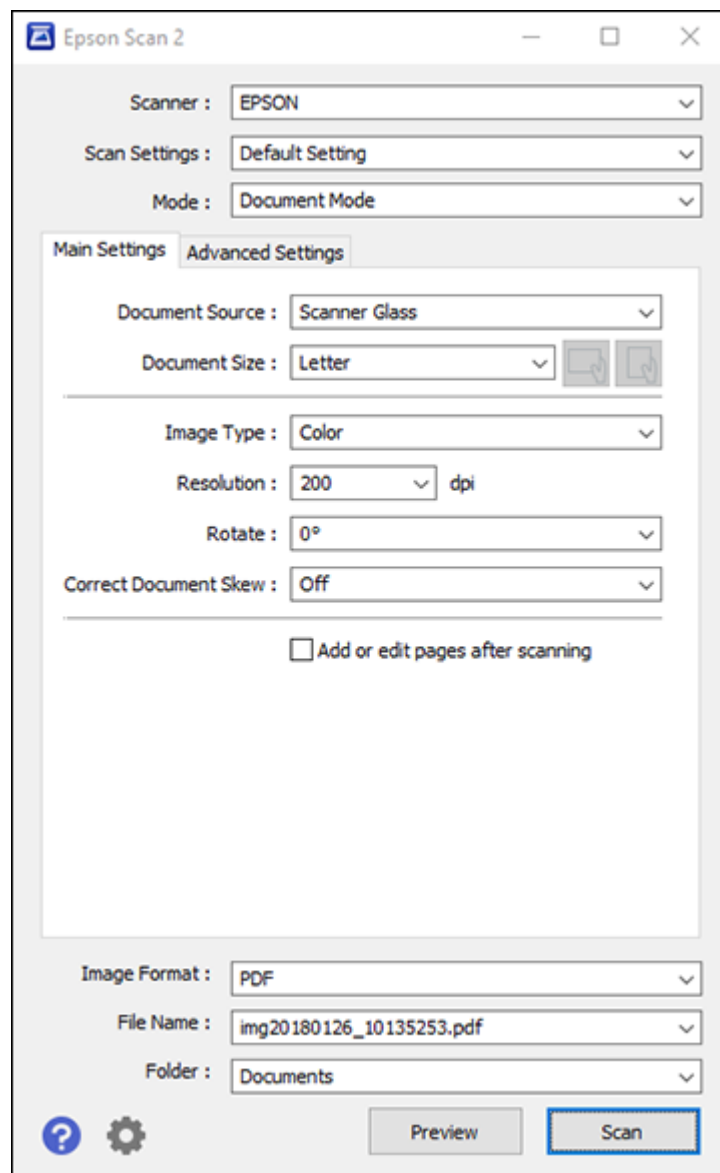 Epson Scan 2
Scanner : EPSON
Scan Settings : Default Setting
Mode : Document Mode
Main Settings Advanced Settings
Document Source : Scanner Glass
Document Size : Letter
Image Type : Color
Resolution : 200 dpi
Rotate : 0°
Correct Document Skew : Off
Add or edit pages after scanning
Image Format : PDF
File Name : img20180126_10135253.pdf
Folder : Documents
? Preview Scan